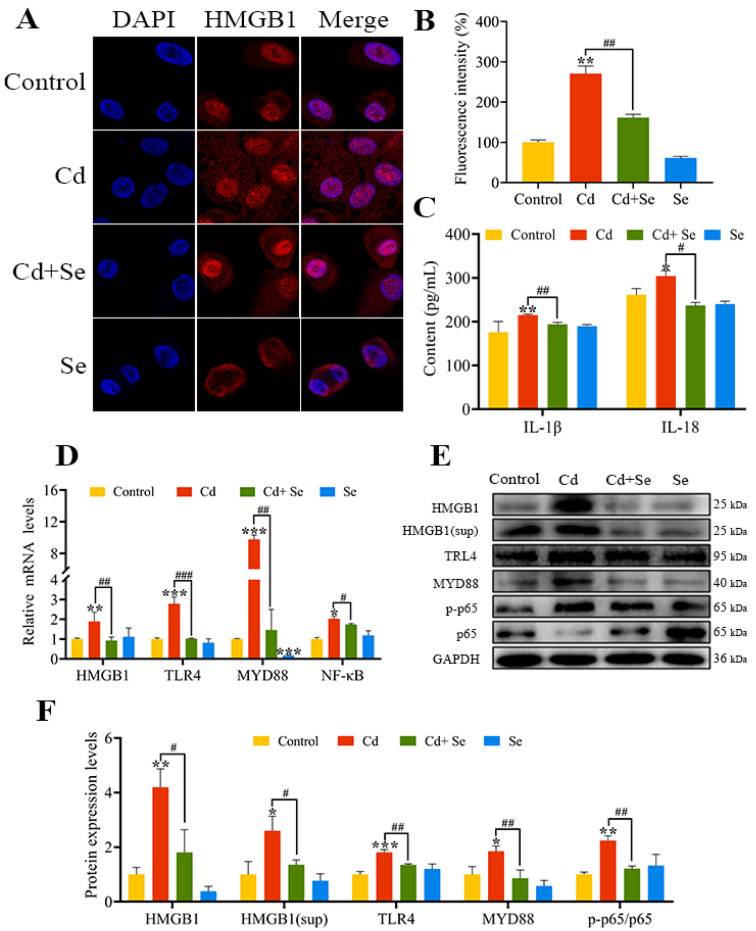 A
DAPI HMGB1 Merge
Control
Cd
Cd+Se
Se
B
Fluorescence intensity (%)
400
300
200
100
0
**
##
Control Cd Cd+Se Se
C
Content (pg/mL)
400
300
200
100
0
Control Cd Cd+ Se Se
**
##
*
#
IL-1β IL-18
D
Relative mRNA levels
Control Cd Cd+ Se Se
16
12
8
4
4
3
2
1
0
**
##
***
###
***
##
***
*
#
HMGB1 TLR4 MYD88 NF-κB
E
Control Cd Cd+Se Se
HMGB1 25 kDa
HMGB1(sup) 25 kDa
TRL4 95 kDa
MYD88 40 kDa
p-p65 65 kDa
p65 65 kDa
GAPDH 36 kDa
F
Protein expression levels
Control Cd Cd+ Se Se
6
4
2
0
**
#
*
#
***
##
*
##
**
##
HMGB1 HMGB1(sup) TLR4 MYD88 p-p65/p65